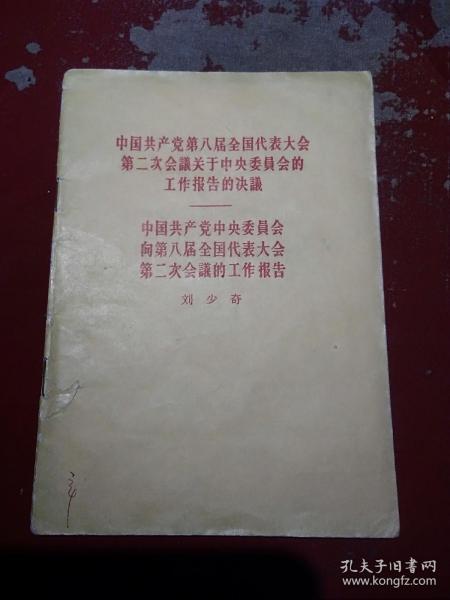 中国共产党第八届全国代表大会
第二次会議关于中央委員会的
工作报告的决議
中国共产党中央委員会
向第八届全国代表大会
第二次会議的工作报告
刘少奇
孔夫子旧书网
www.kongfz.com